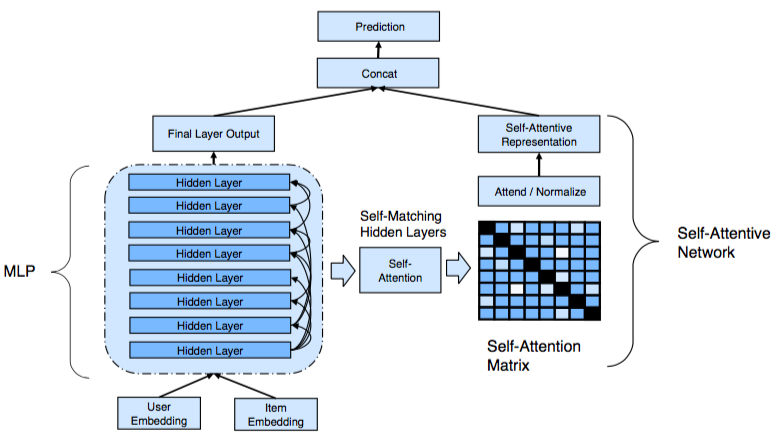 Prediction
Concat
Final Layer Output
Self-Attentive
Representation
Attend / Normalize
Hidden Layer
Hidden Layer
Hidden Layer
Hidden Layer
Hidden Layer
Hidden Layer
Hidden Layer
Hidden Layer
MLP
Self-Matching
Hidden Layers
Self-
Attention
Self-Attention
Matrix
Self-Attentive
Network
User
Embedding
Item
Embedding